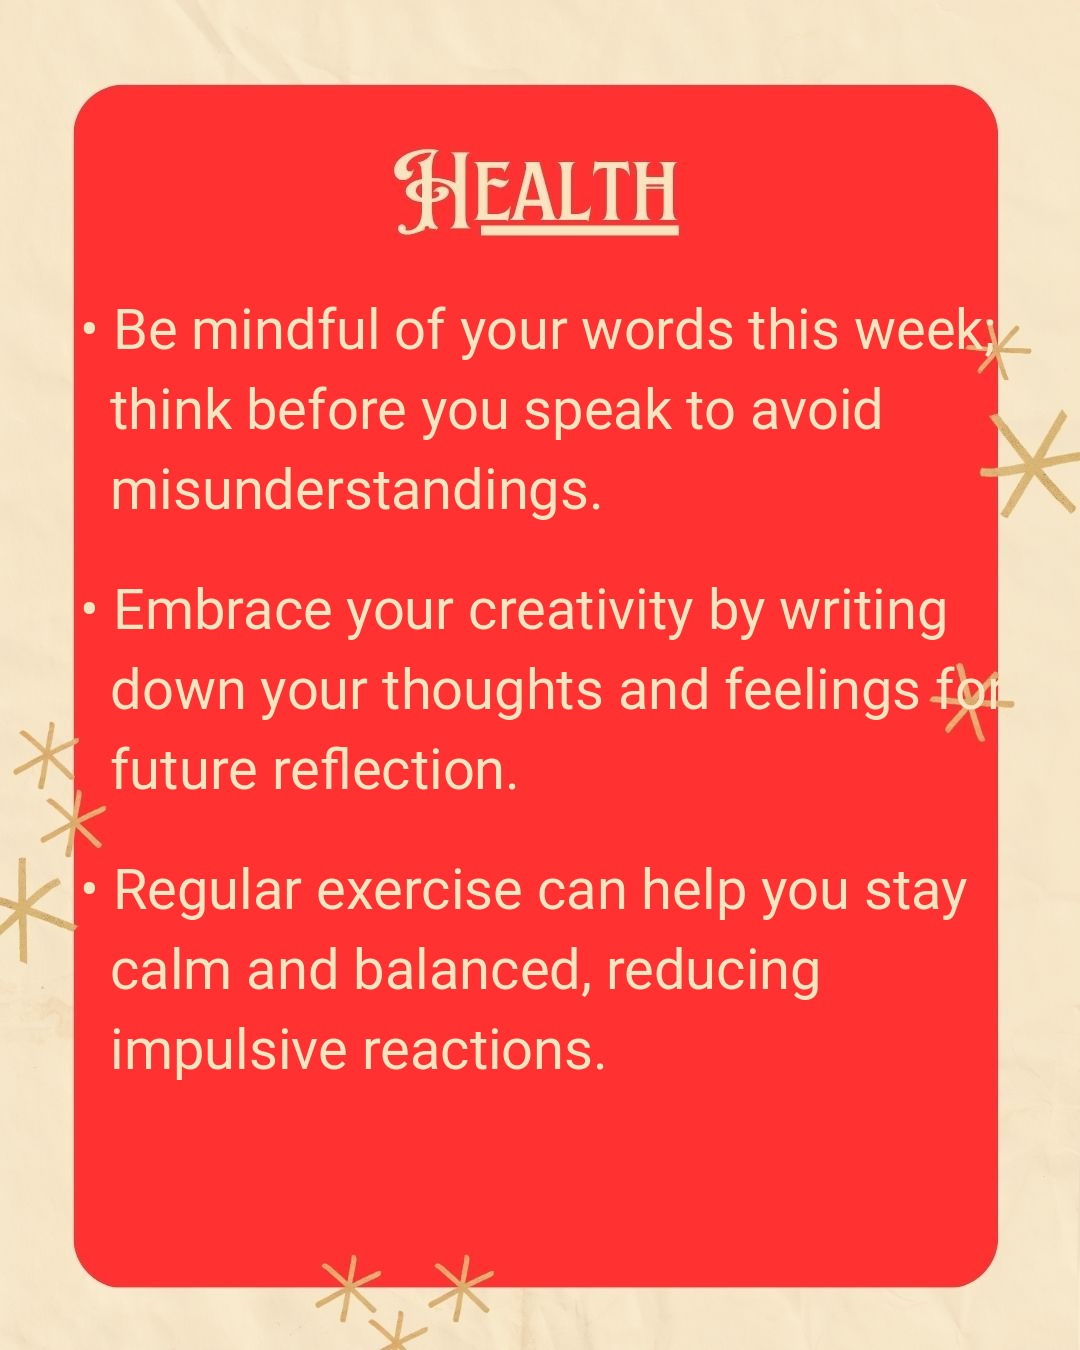 Health
• Be mindful of your words this week;
think before you speak to avoid
misunderstandings.
• Embrace your creativity by writing
down your thoughts and feelings for
future reflection.
• Regular exercise can help you stay
calm and balanced, reducing
impulsive reactions.